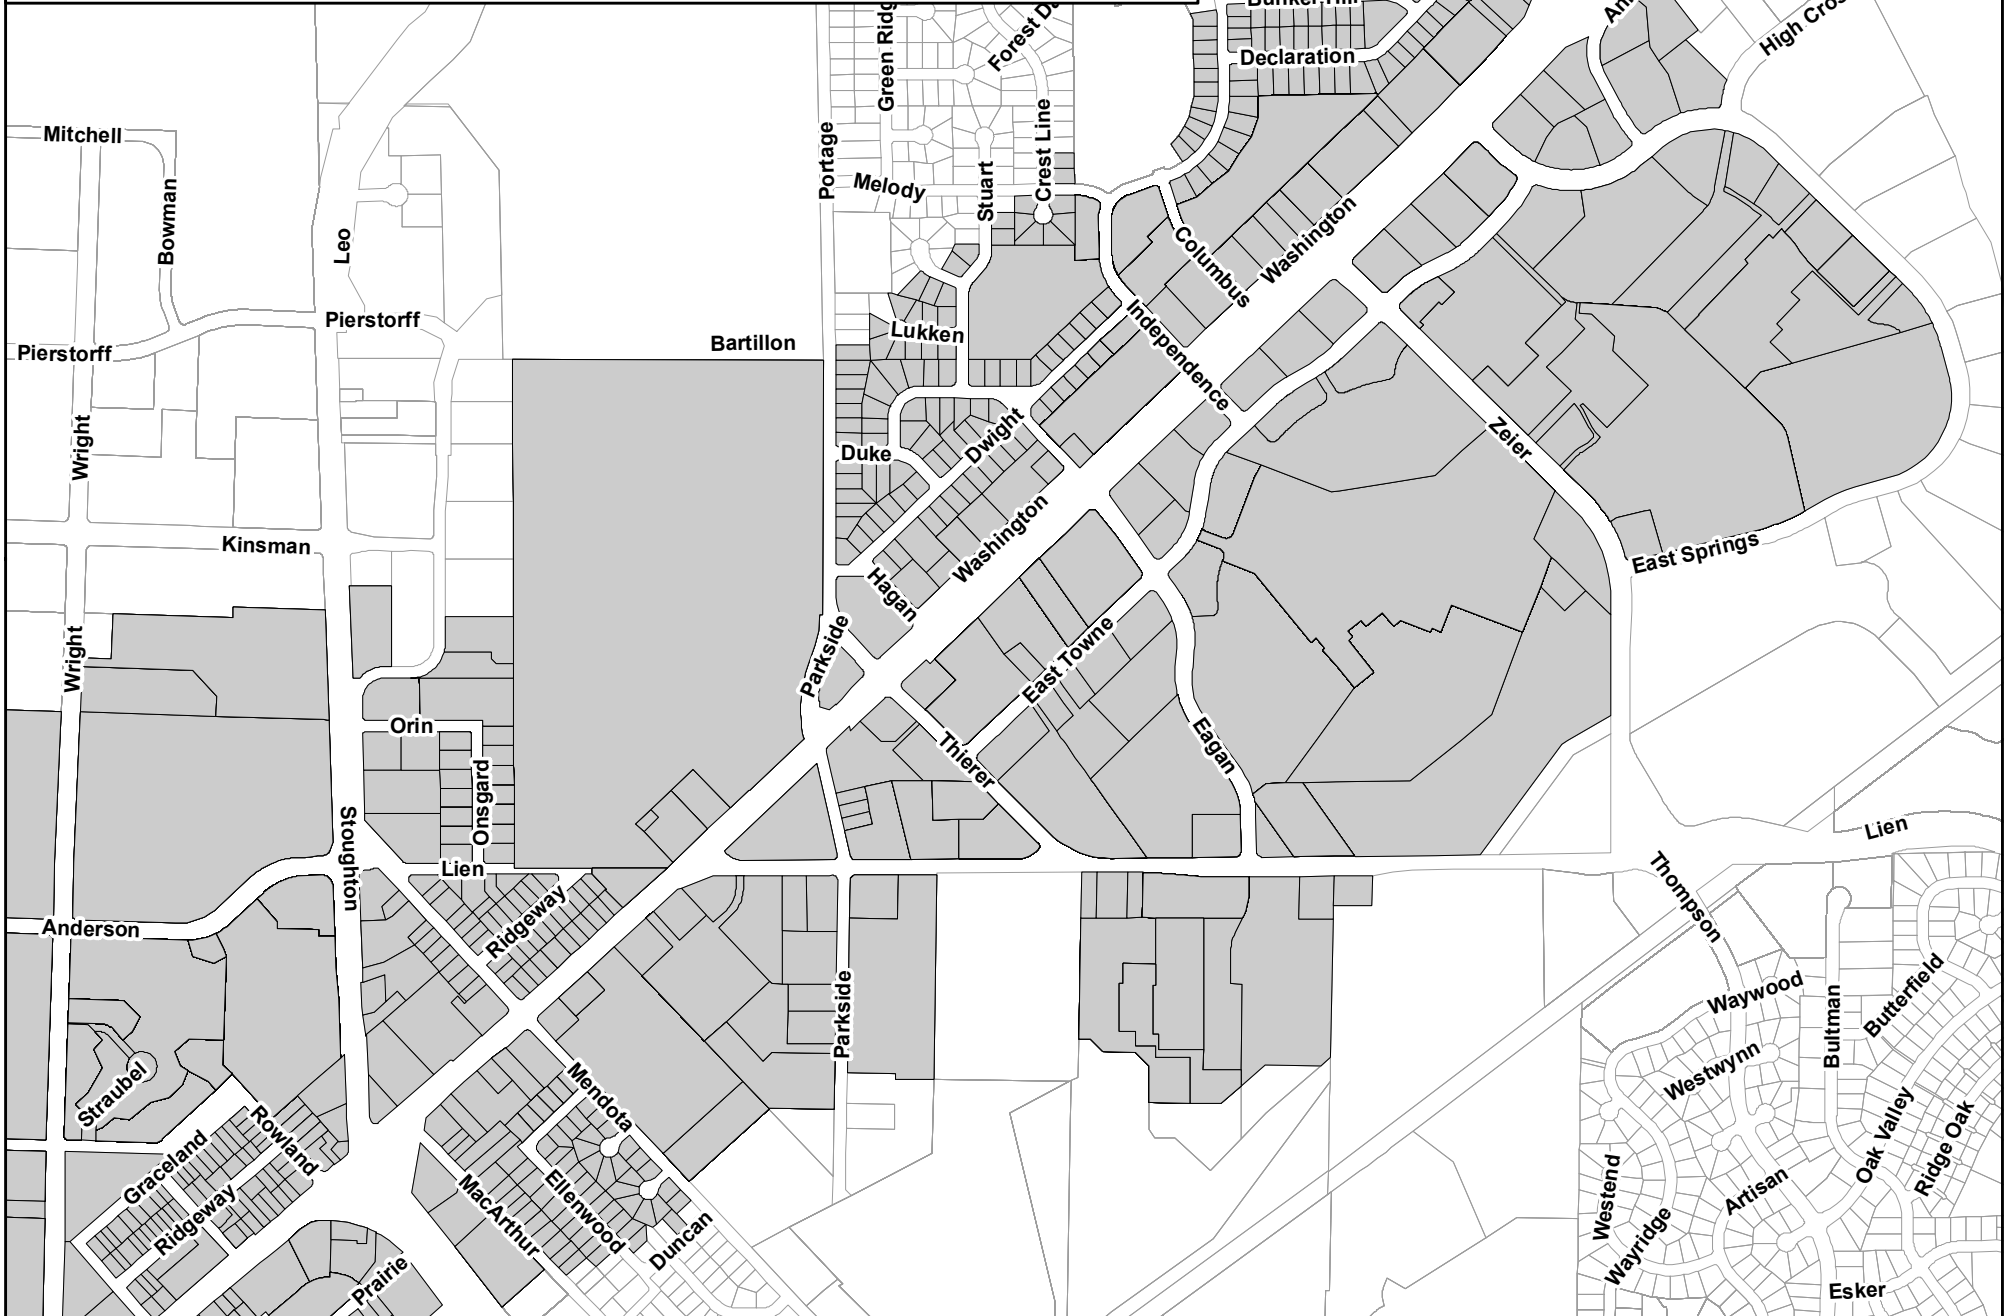 Bunker Hill
High Cros
Forest Da
Green Ridg
Declaration
Mitchell
Portage
Crest Line
Melody
Stuart
Bowman
Leo
Columbus
Washington
Pierstorff
Pierstorff
Lukken
Bartillon
Independence
Wright
Duke
Dwight
Zeier
Kinsman
Washington
East Springs
Hagan
Wright
Parkside
East Towne
Orin
Onsgard
Thierer
Eagan
Stoughton
Lien
Lien
Anderson
Ridgeway
Thompson
Parkside
Waywood
Butterfield
Bultman
Westwynn
Straubel
Mendota
Rowland
Graceland
Ridgeway
MacArthur
Ellenwood
Duncan
Prairie
Oak Valley
Ridge Oak
Artisan
Westend
Wayridge
Esker